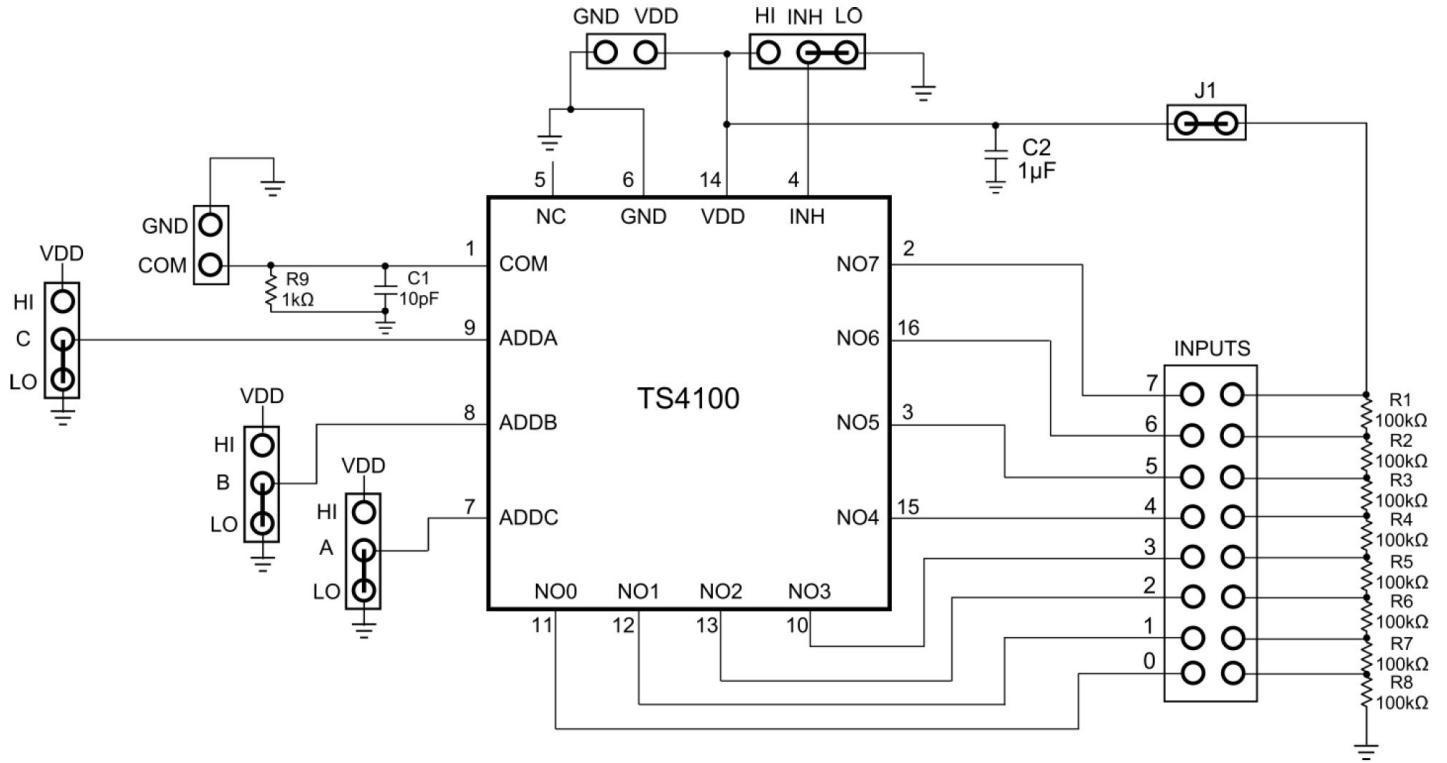 GND VDD
HI INH LO
J1
C2
1µF
5 6 14 4
NC GND VDD INH
GND
COM
R9
1kΩ
C1
10pF
1
COM
VDD
HI
C
LO
9
ADDA
VDD
HI
B
LO
8
ADDB
VDD
HI
A
LO
7
ADDC
TS4100
NO7
2
NO6
16
NO5
3
NO4
15
NO0 NO1 NO2 NO3
11 12 13 10
INPUTS
7
6
5
4
3
2
1
0
R1
100kΩ
R2
100kΩ
R3
100kΩ
R4
100kΩ
R5
100kΩ
R6
100kΩ
R7
100kΩ
R8
100kΩ